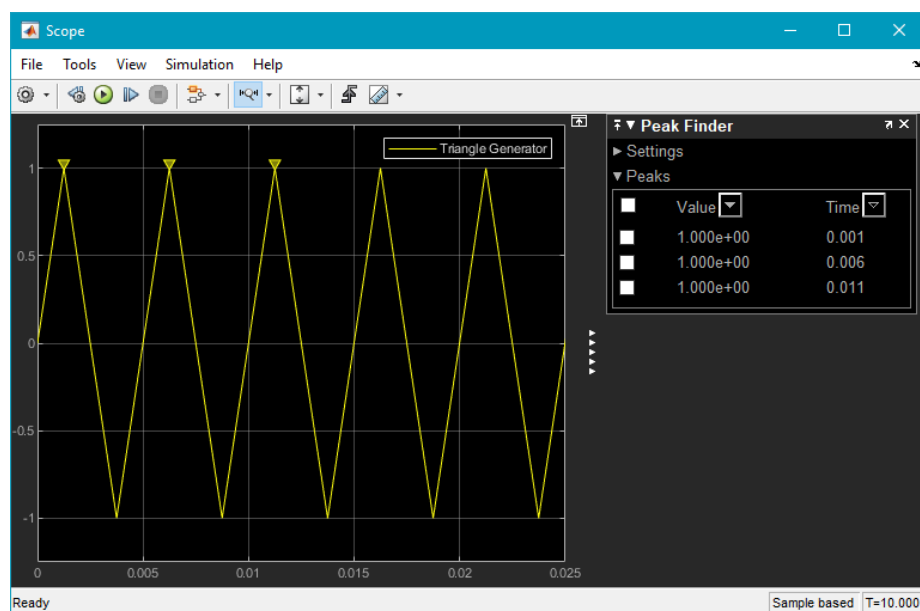 Scope
File Tools View Simulation Help
Triangle Generator
1
0.5
0
-0.5
-1
0 0.005 0.01 0.015 0.02 0.025
Peak Finder
Settings
Peaks
Value Time
1.000e+00 0.001
1.000e+00 0.006
1.000e+00 0.011
Ready
Sample based T=10.000